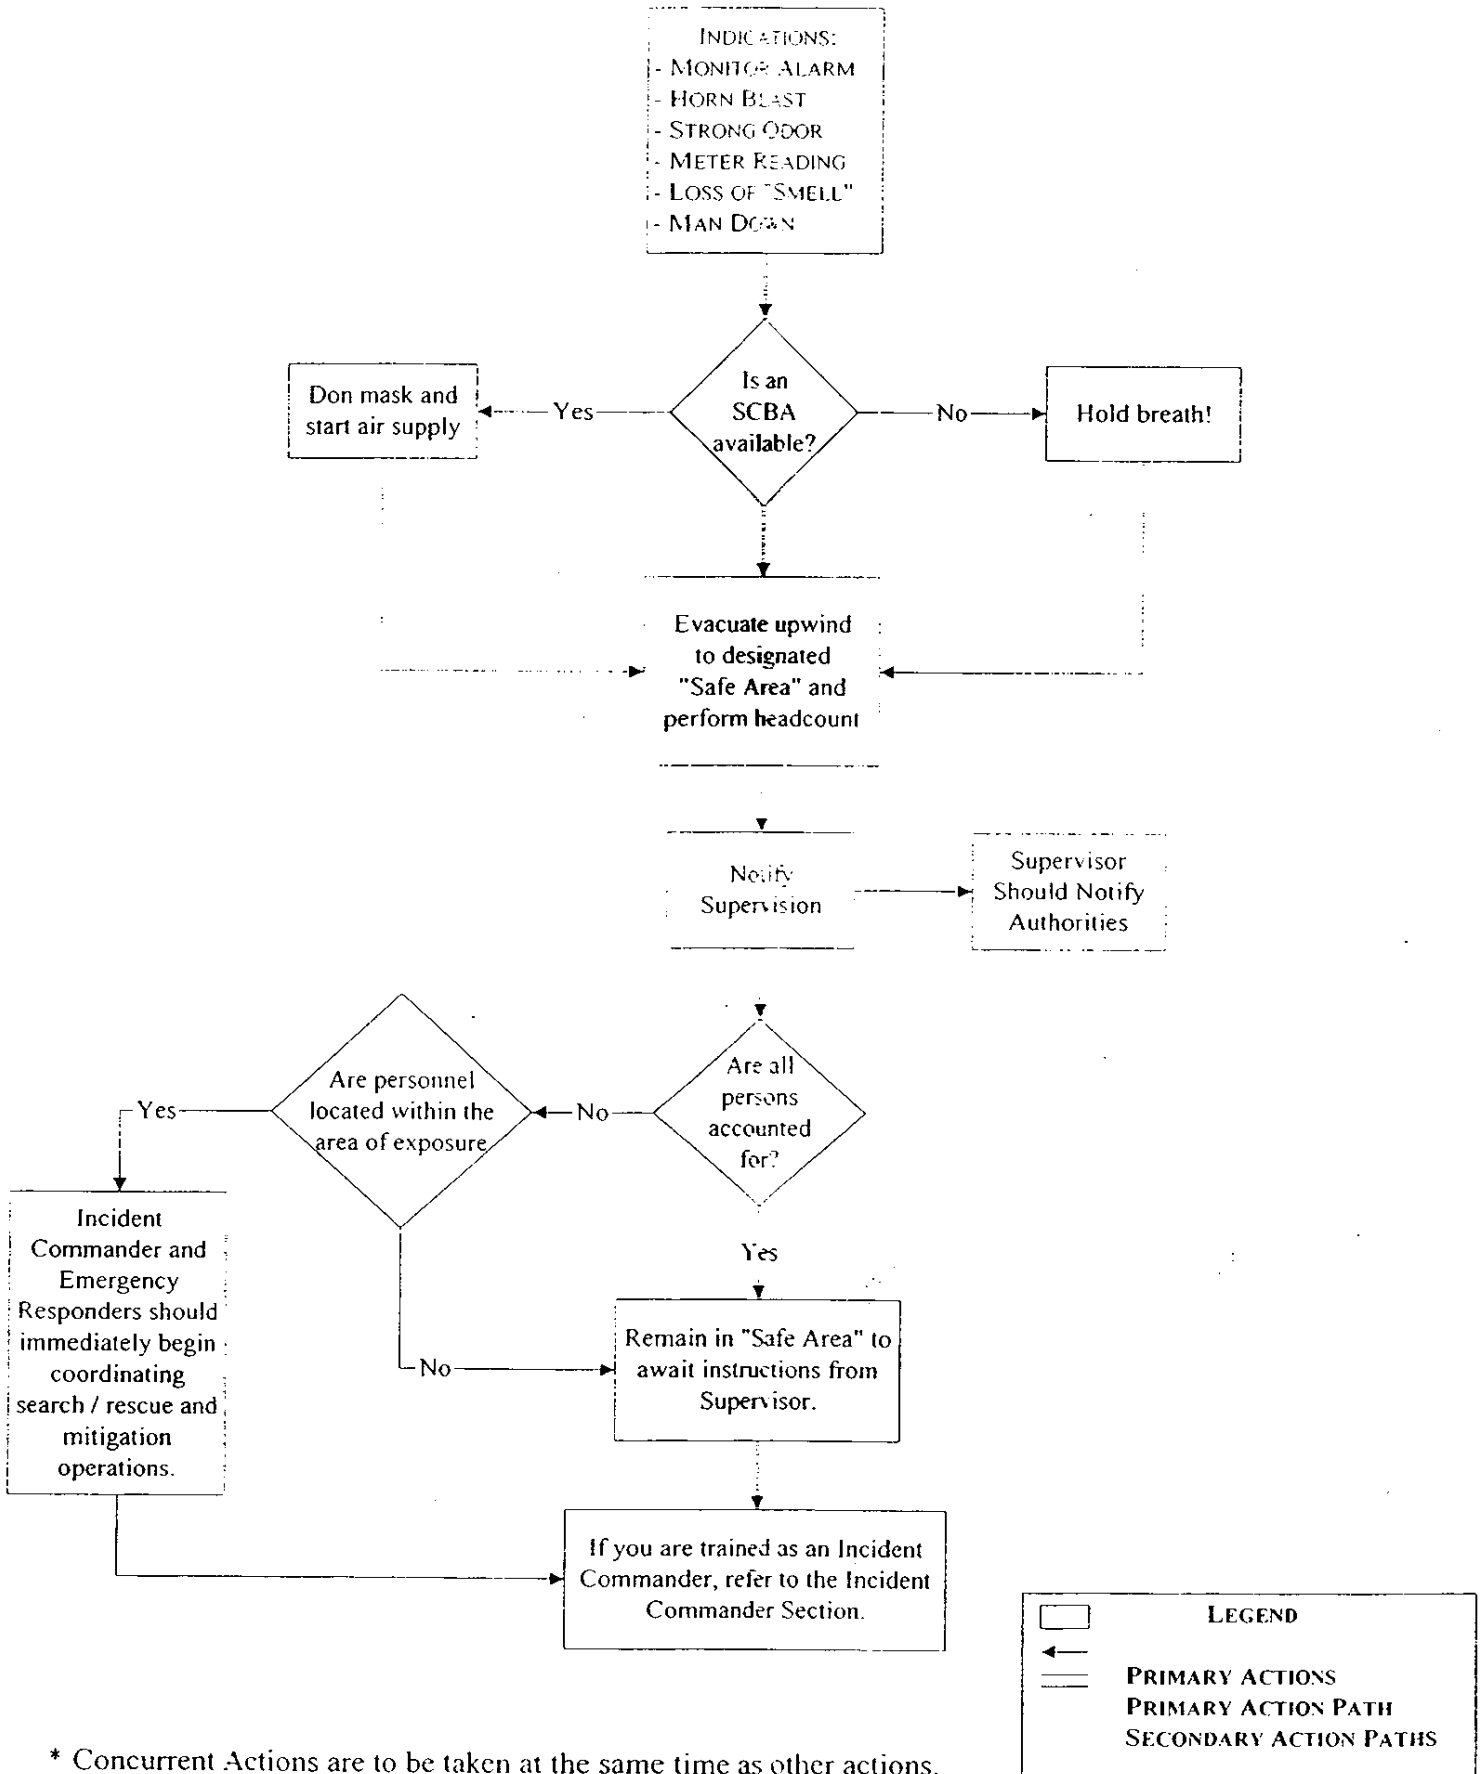 INDICATIONS:
- MONITOR ALARM
- HORN BLAST
- STRONG ODOR
- METER READING
- LOSS OF "SMELL"
- MAN DOWN
Is an
SCBA
available?
Yes
No
Don mask and
start air supply
Hold breath!
Evacuate upwind
to designated
"Safe Area" and
perform headcount
Notify
Supervision
Supervisor
Should Notify
Authorities
Are all
persons
accounted
for?
No
Are personnel
located within the
area of exposure
Yes
Incident
Commander and
Emergency
Responders should
immediately begin
coordinating
search / rescue and
mitigation
operations.
Yes
No
Remain in "Safe Area" to
await instructions from
Supervisor.
If you are trained as an Incident
Commander, refer to the Incident
Commander Section.
LEGEND
PRIMARY ACTIONS
PRIMARY ACTION PATH
SECONDARY ACTION PATHS
* Concurrent Actions are to be taken at the same time as other actions.